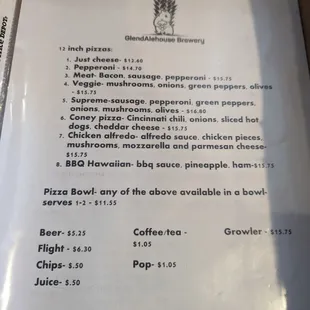 GlendAlehouse Brewery
12 inch pizzas:
1. Just cheese- $13.60
2. Pepperoni - $14.70
3. Meat- Bacon, sausage, pepperoni - $15.75
4. Veggie- mushrooms, onions, green peppers, olives
- $15.75
5. Supreme-sausage, pepperoni, green peppers,
onions, mushrooms, olives - $16.80
6. Coney pizza- Cincinnati chili, onions, sliced hot
dogs, cheddar cheese - $15.75
7. Chicken alfredo- alfredo sauce, chicken pieces,
mushrooms, mozzarella and parmesan cheese-
$15.75
8. BBQ Hawaiian- bbq sauce, pineapple, ham-$15.75
Pizza Bowl- any of the above available in a bowl-
serves 1-2 - $11.55
Beer- $5.25 Coffee/tea - $1.05 Growler - $15.75
Flight - $6.30
Chips- $.50 Pop- $1.05
Juice- $.50